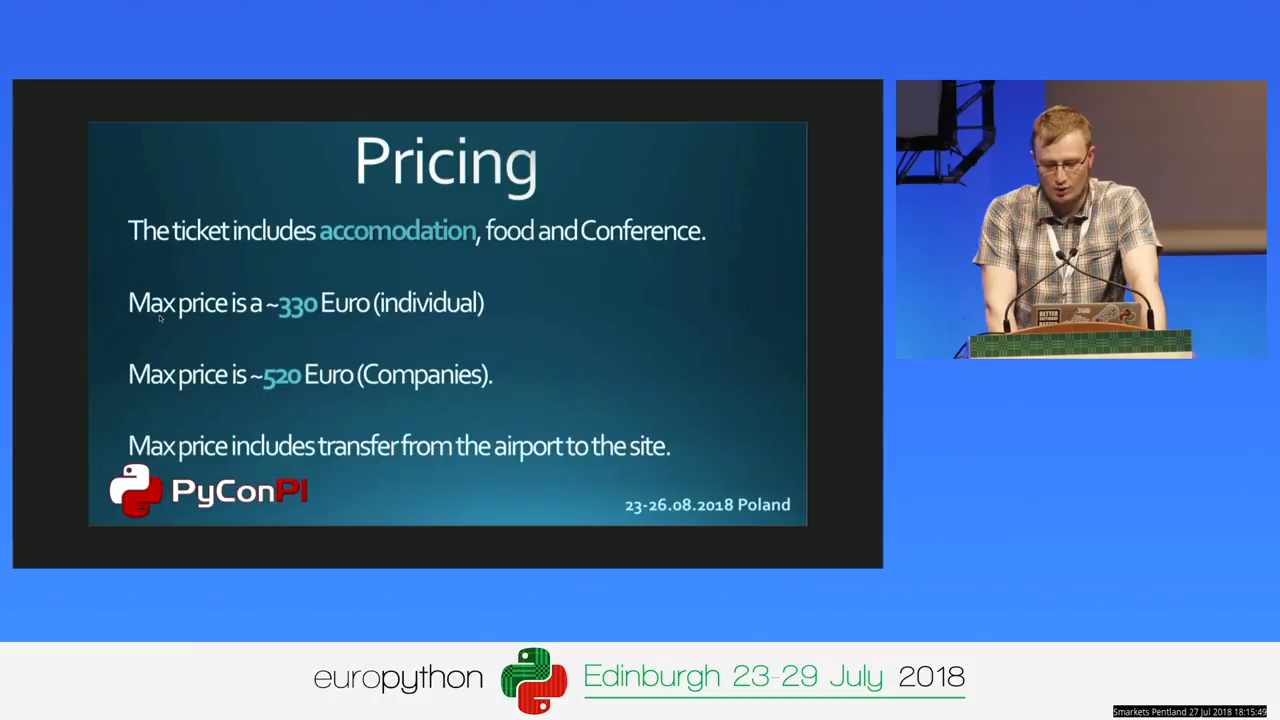 Pricing
The ticket includes accomodation, food and Conference.
Max price is a ~330 Euro (individual)
Max price is ~520 Euro (Companies).
Max price includes transfer from the airport to the site.
PyConPl
23-26.08.2018 Poland
BETTER
SOFTWARE
europython Edinburgh 23-29 July 2018
Smarkets Pentland 27 Jul 2018 18:15:49